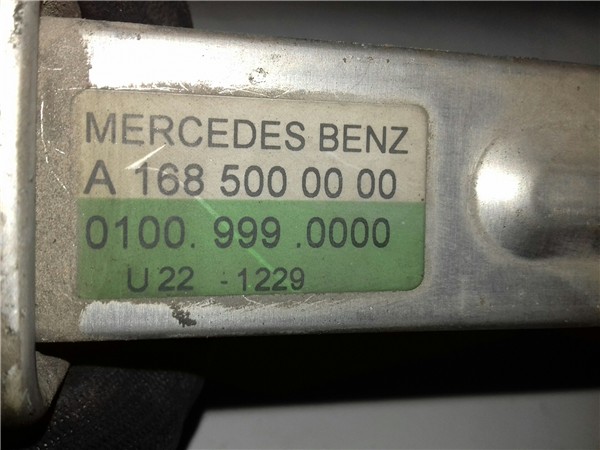 MERCEDES BENZ
A 168 500 00 00
0100. 999 .0000
U 22 - 1229